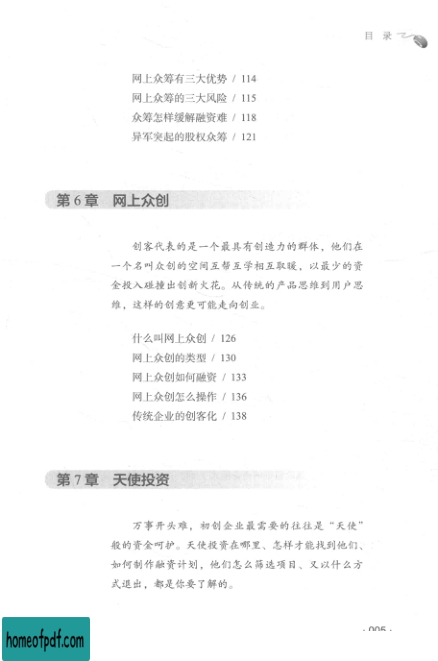 目 录
网上众筹有三大优势 / 114
网上众筹的三大风险 / 115
众筹怎样缓解融资难 / 118
异军突起的股权众筹 / 121
第 6 章 网上众创
创客代表的是一个最具有创造力的群体，他们在
一个名叫众创的空间互帮互学相互取暖，以最少的资
金投入碰撞出创新火花。从传统的产品思维到用户思
维，这样的创意更可能走向创业。
什么叫网上众创 / 126
网上众创的类型 / 130
网上众创如何融资 / 133
网上众创怎么操作 / 136
传统企业的创客化 / 138
第 7 章 天使投资
万事开头难，初创企业最需要的往往是“天使”
般的资金呵护。天使投资在哪里、怎样才能找到他们、
如何制作融资计划，他们怎么筛选项目、又以什么方
式退出，都是你要了解的。
· 005 ·
homeofpdf.com